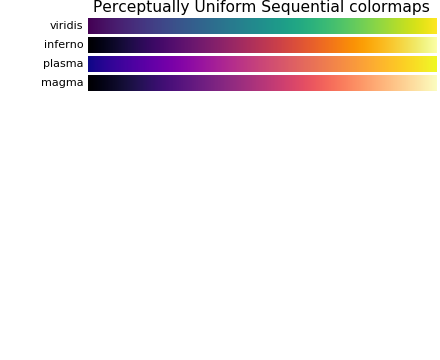 Perceptually Uniform Sequential colormaps
viridis
inferno
plasma
magma